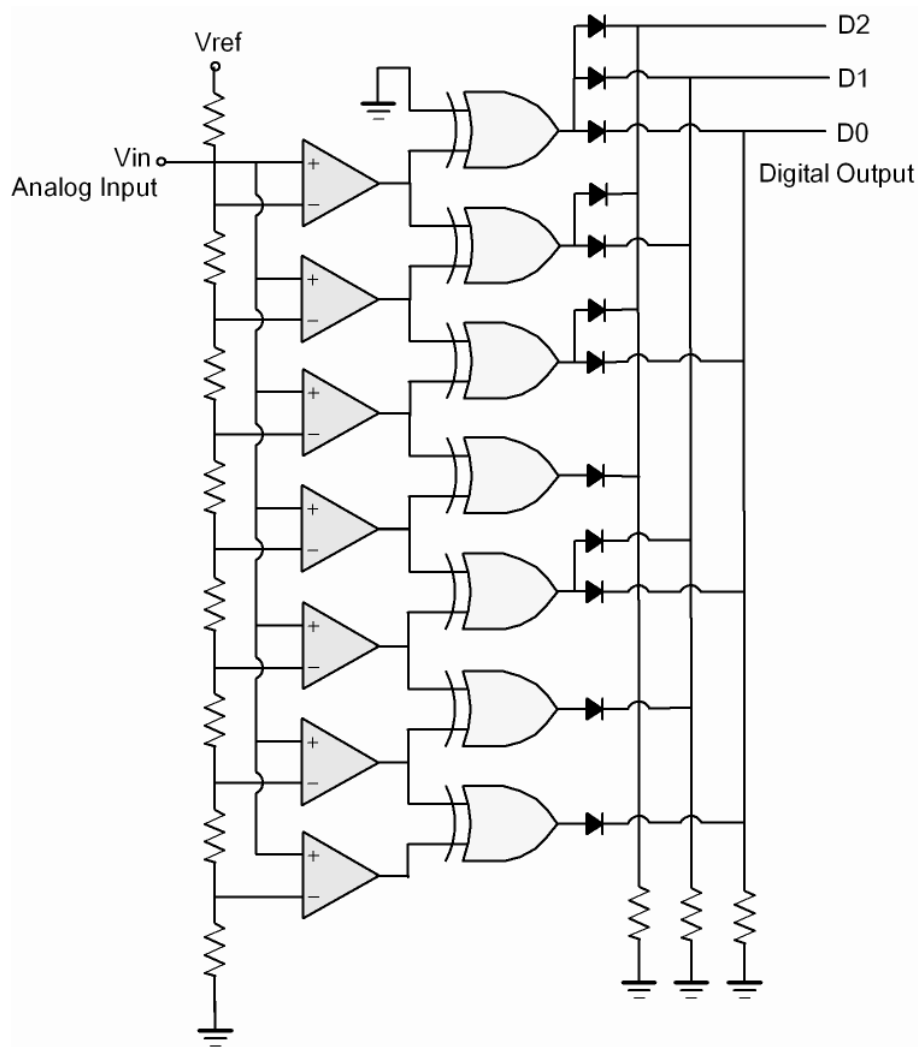 Vref
Vin
Analog Input
D2
D1
D0
Digital Output
+
−
+
−
+
−
+
−
+
−
+
−
+
−